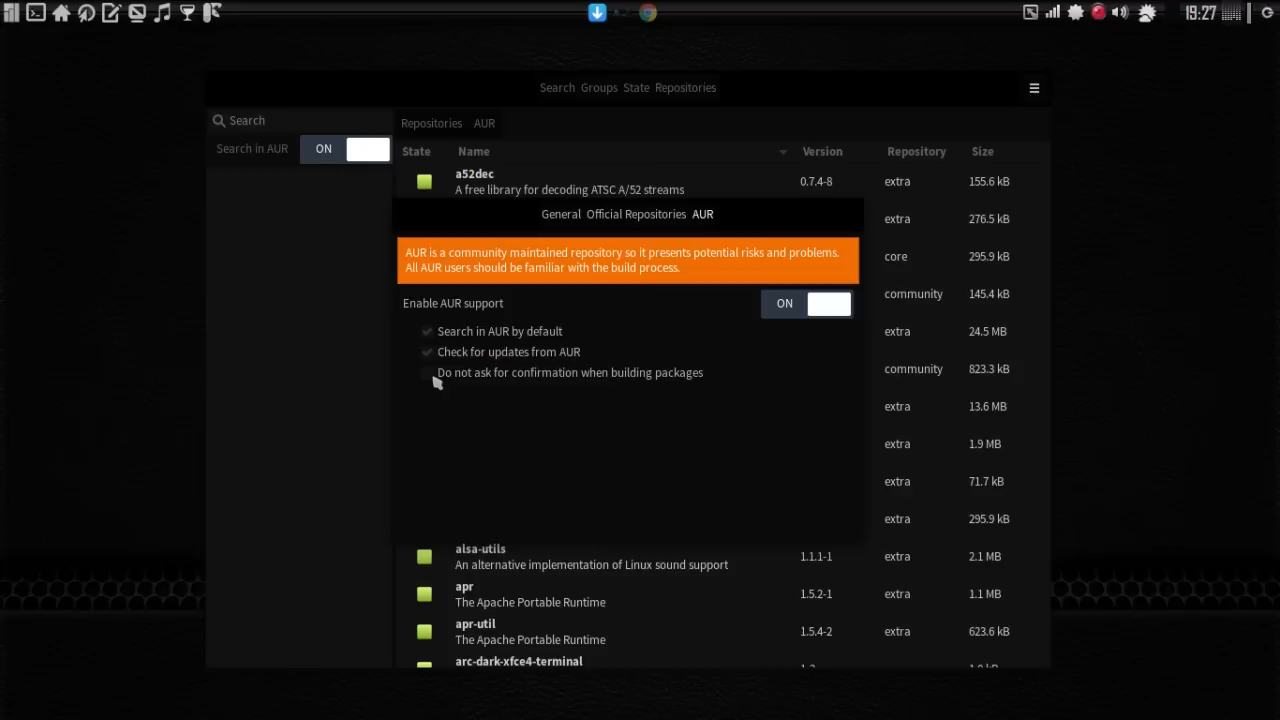 19:27
Search Groups State Repositories
Search
Repositories AUR
Search in AUR ON
State Name Version Repository Size
a52dec
A free library for decoding ATSC A/52 streams
0.7.4-8 extra 155.6 kB
General Official Repositories AUR
extra 276.5 kB
AUR is a community maintained repository so it presents potential risks and problems.
All AUR users should be familiar with the build process.
core 295.9 kB
Enable AUR support ON
community 145.4 kB
Search in AUR by default
extra 24.5 MB
Check for updates from AUR
Do not ask for confirmation when building packages
community 823.3 kB
extra 13.6 MB
extra 1.9 MB
extra 71.7 kB
extra 295.9 kB
alsa-utils
An alternative implementation of Linux sound support
1.1.1-1 extra 2.1 MB
apr
The Apache Portable Runtime
1.5.2-1 extra 1.1 MB
apr-util
The Apache Portable Runtime
1.5.4-2 extra 623.6 kB
arc-dark-xfce4-terminal